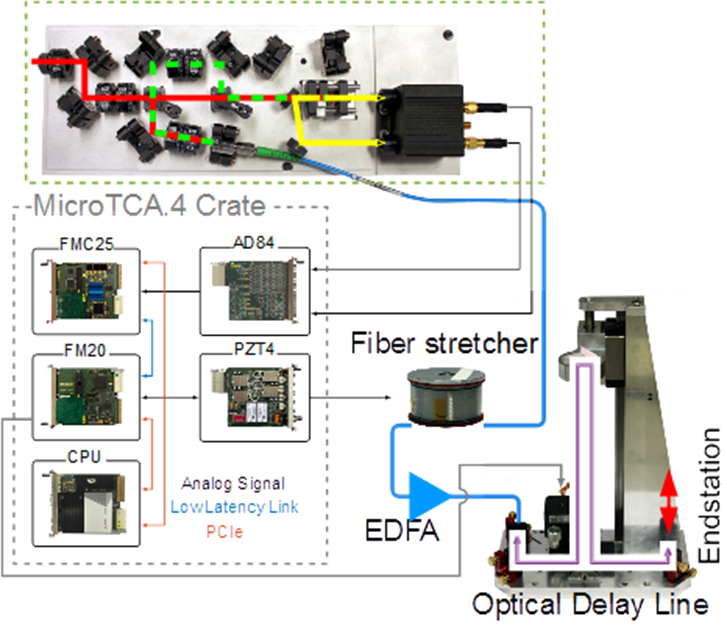 MicroTCA.4 Crate
FMC25
AD84
FM20
PZT4
Fiber stretcher
CPU
Analog Signal
LowLatency Link
PCIe
EDFA
Endstation
Optical Delay Line